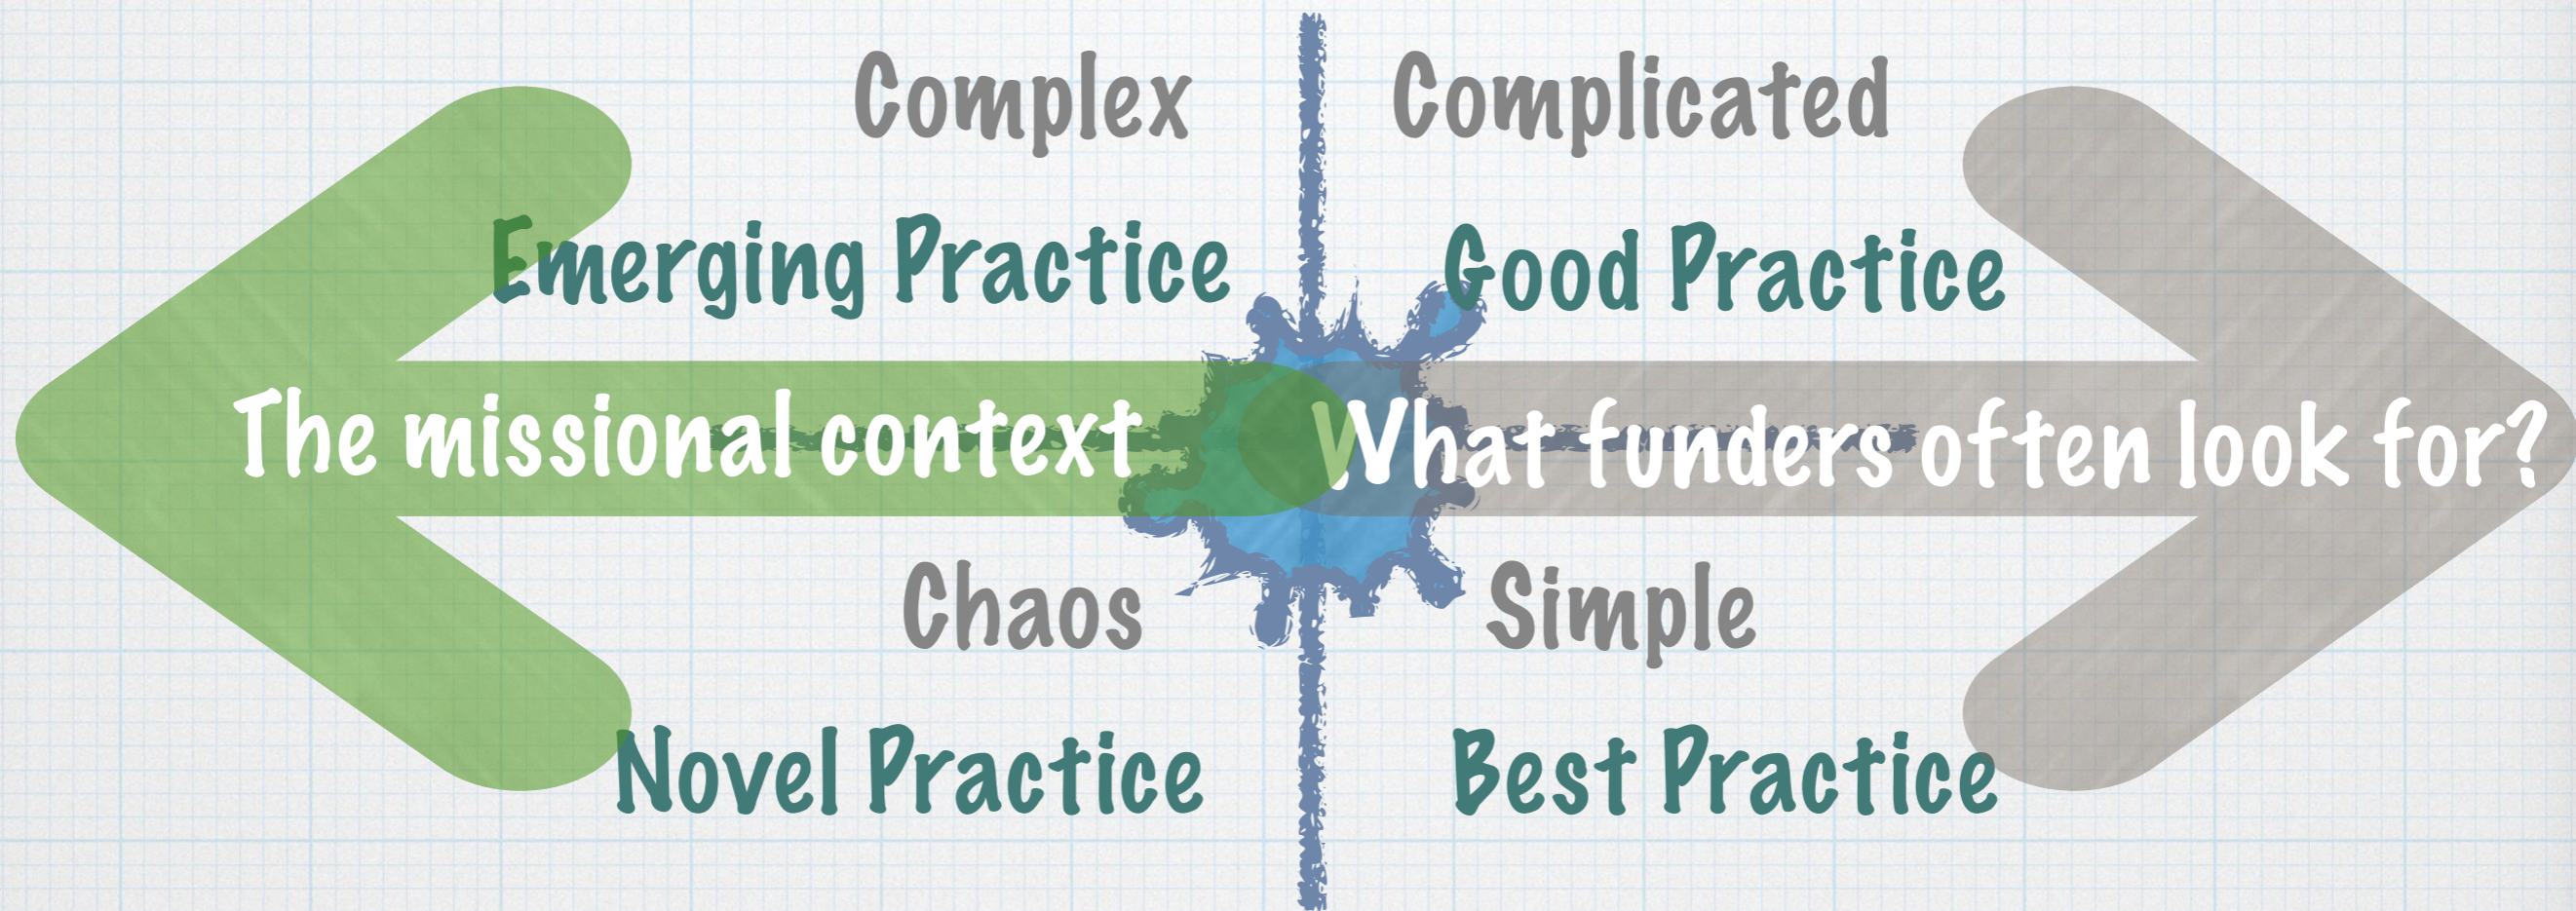 Complex
Complicated
Emerging Practice
Good Practice
The missional context
What funders often look for?
Chaos
Simple
Novel Practice
Best Practice